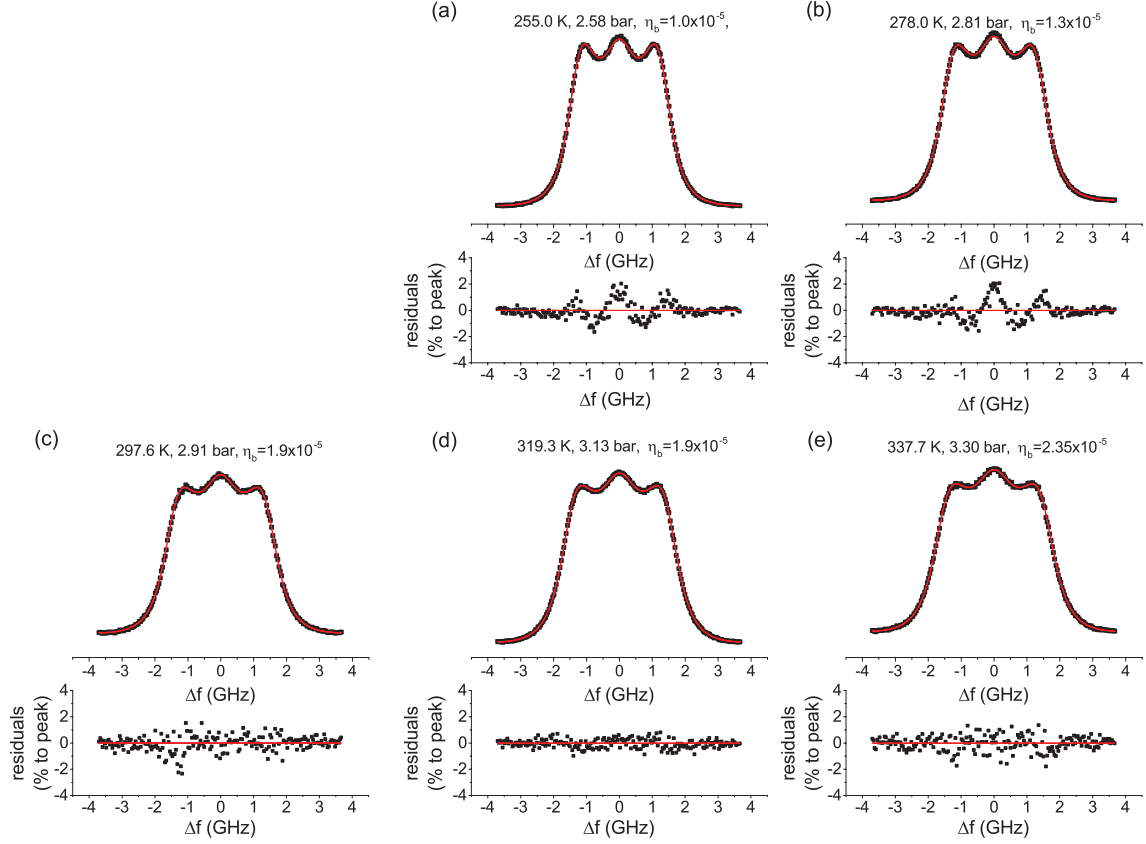 (a)
255.0 K, 2.58 bar, ηb=1.0x10-5,
-4 -3 -2 -1 0 1 2 3 4
Δf (GHz)
4
2
0
-2
-4
residuals
(% to peak)
-4 -3 -2 -1 0 1 2 3 4
Δf (GHz)
(b)
278.0 K, 2.81 bar, ηb=1.3x10-5
-4 -3 -2 -1 0 1 2 3 4
Δf (GHz)
4
2
0
-2
-4
residuals
(% to peak)
-4 -3 -2 -1 0 1 2 3 4
Δf (GHz)
(c)
297.6 K, 2.91 bar, ηb=1.9x10-5
-4 -3 -2 -1 0 1 2 3 4
Δf (GHz)
4
2
0
-2
-4
residuals
(% to peak)
-4 -3 -2 -1 0 1 2 3 4
Δf (GHz)
(d)
319.3 K, 3.13 bar, ηb=1.9x10-5
-4 -3 -2 -1 0 1 2 3 4
Δf (GHz)
4
2
0
-2
-4
residuals
(% to peak)
-4 -3 -2 -1 0 1 2 3 4
Δf (GHz)
(e)
337.7 K, 3.30 bar, ηb=2.35x10-5
-4 -3 -2 -1 0 1 2 3 4
Δf (GHz)
4
2
0
-2
-4
residuals
(% to peak)
-4 -3 -2 -1 0 1 2 3 4
Δf (GHz)